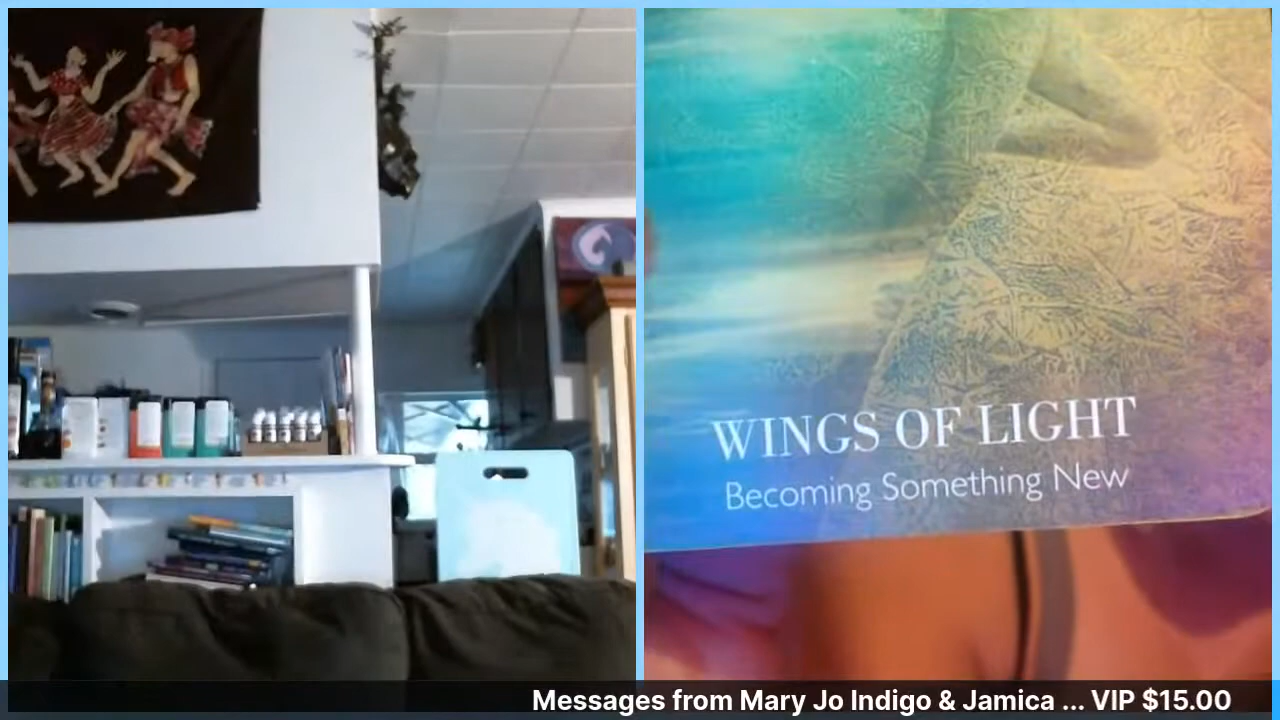 WINGS OF LIGHT
Becoming Something New
Messages from Mary Jo Indigo & Jamica ... VIP $15.00